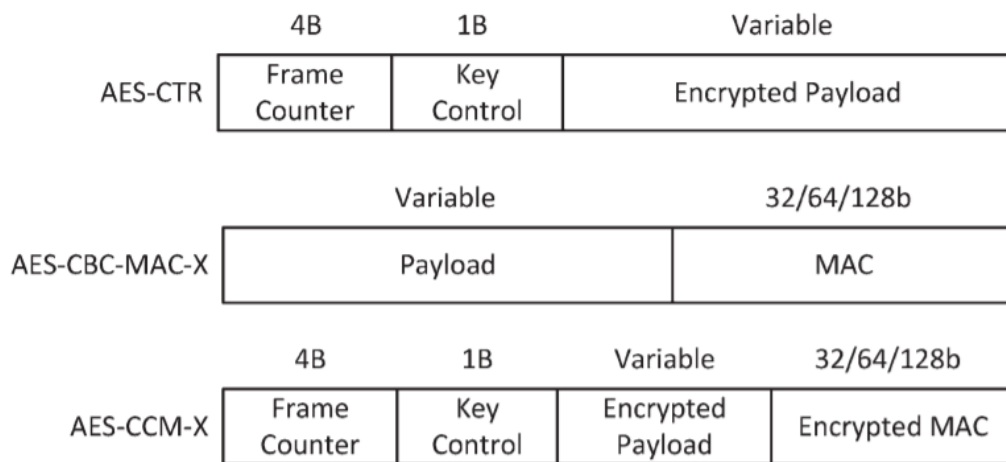 4B 1B Variable
AES-CTR Frame Counter Key Control Encrypted Payload
Variable 32/64/128b
AES-CBC-MAC-X Payload MAC
4B 1B Variable 32/64/128b
AES-CCM-X Frame Counter Key Control Encrypted Payload Encrypted MAC